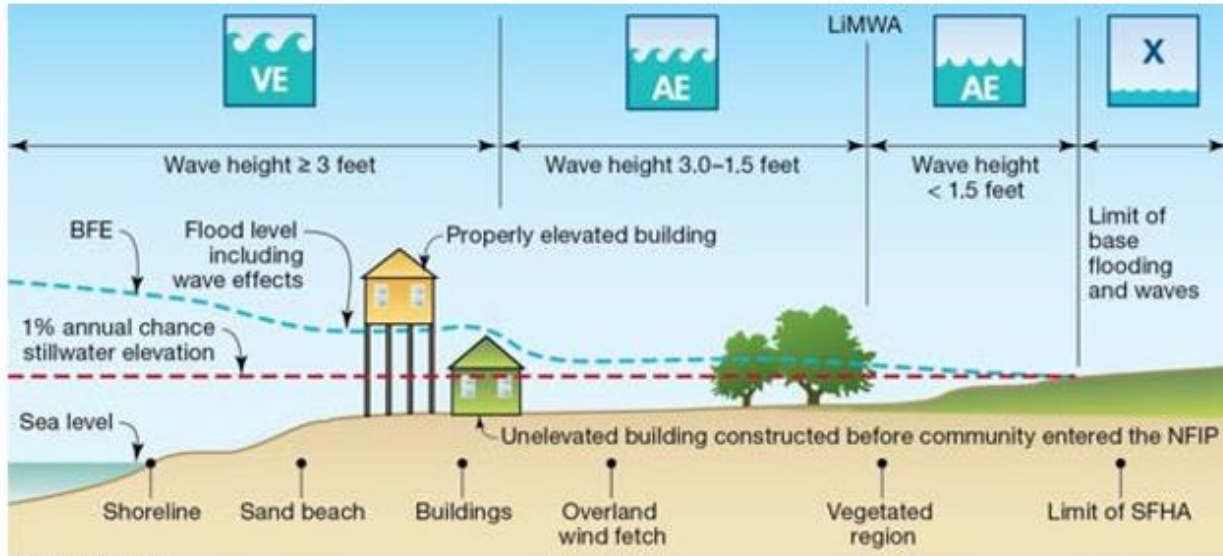 LiMWA
VE
AE
AE
X
Wave height ≥ 3 feet
Wave height 3.0–1.5 feet
Wave height
< 1.5 feet
BFE
Flood level
including
wave effects
Properly elevated building
Limit of
base
flooding
and waves
1% annual chance
stillwater elevation
Sea level
Unelevated building constructed before community entered the NFIP
Shoreline
Sand beach
Buildings
Overland
wind fetch
Vegetated
region
Limit of SFHA